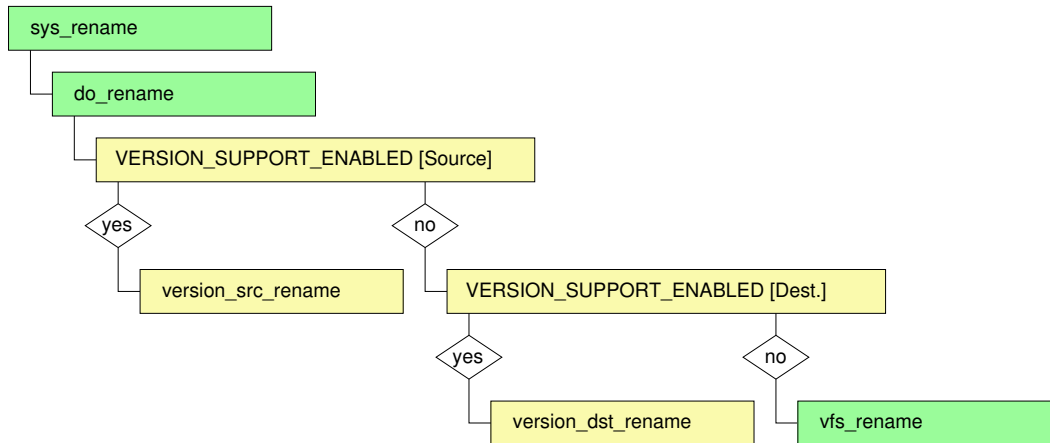 sys_rename
do_rename
VERSION_SUPPORT_ENABLED [Source]
yes
no
version_src_rename
VERSION_SUPPORT_ENABLED [Dest.]
yes
no
version_dst_rename
vfs_rename